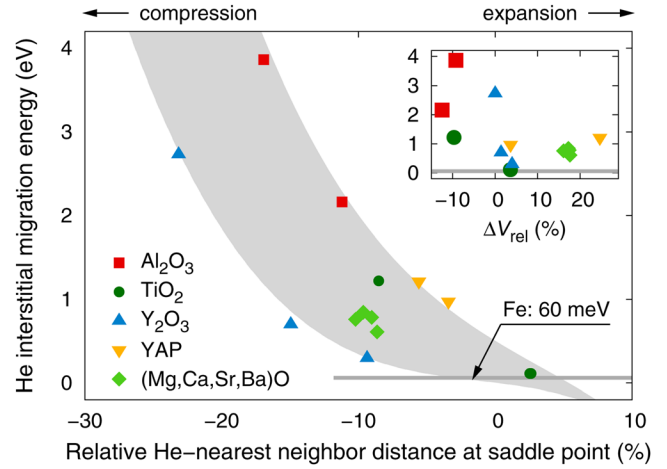 compression expansion
He interstitial migration energy (eV)
4
3
2
1
0
−30 −20 −10 0 10
Relative He−nearest neighbor distance at saddle point (%)
Al₂O₃
TiO₂
Y₂O₃
YAP
(Mg,Ca,Sr,Ba)O
Fe: 60 meV
4
3
2
1
0
−10 0 10 20
ΔV_rel (%)